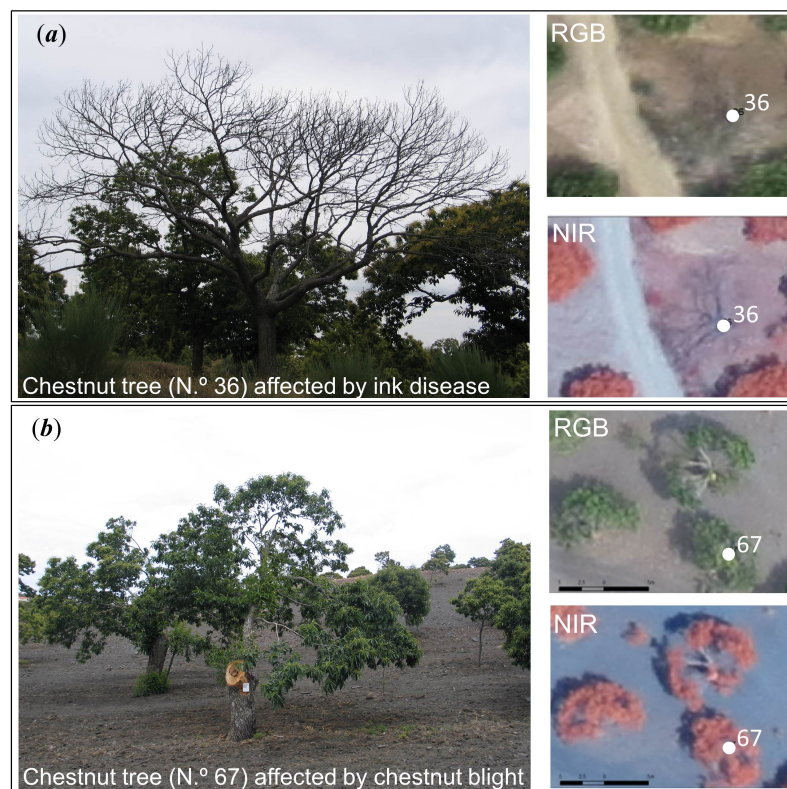 (a)
RGB
36
NIR
36
Chestnut tree (N.º 36) affected by ink disease
(b)
RGB
67
NIR
67
Chestnut tree (N.º 67) affected by chestnut blight